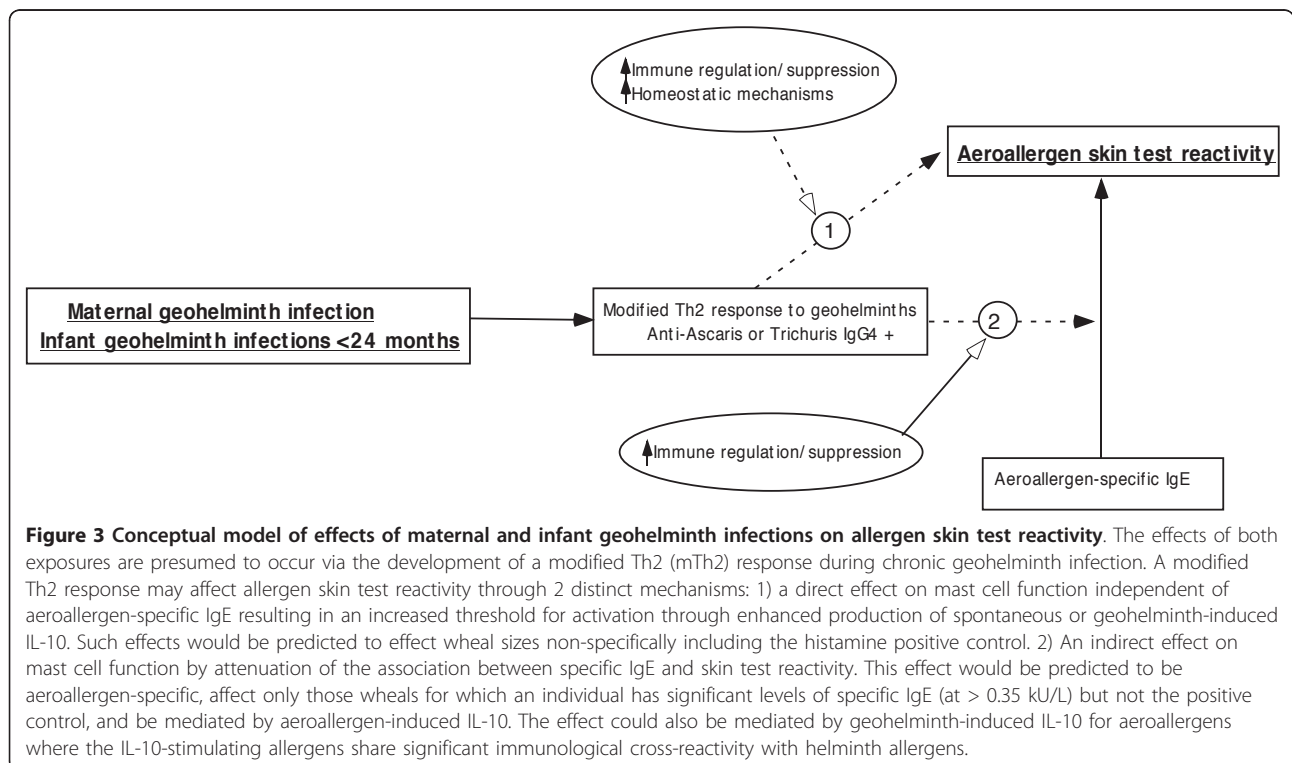 Immune regulation/ suppression
Homeostatic mechanisms
Aeroallergen skin test reactivity
1
Maternal geohelminth infection
Infant geohelminth infections <24 months
Modified Th2 response to geohelminths
Anti-Ascaris or Trichuris IgG4 +
2
Immune regulation/ suppression
Aeroallergen-specific IgE
Figure 3 Conceptual model of effects of maternal and infant geohelminth infections on allergen skin test reactivity. The effects of both
exposures are presumed to occur via the development of a modified Th2 (mTh2) response during chronic geohelminth infection. A modified
Th2 response may affect allergen skin test reactivity through 2 distinct mechanisms: 1) a direct effect on mast cell function independent of
aeroallergen-specific IgE resulting in an increased threshold for activation through enhanced production of spontaneous or geohelminth-induced
IL-10. Such effects would be predicted to effect wheal sizes non-specifically including the histamine positive control. 2) An indirect effect on
mast cell function by attenuation of the association between specific IgE and skin test reactivity. This effect would be predicted to be
aeroallergen-specific, affect only those wheals for which an individual has significant levels of specific IgE (at > 0.35 kU/L) but not the positive
control, and be mediated by aeroallergen-induced IL-10. The effect could also be mediated by geohelminth-induced IL-10 for aeroallergens
where the IL-10-stimulating allergens share significant immunological cross-reactivity with helminth allergens.